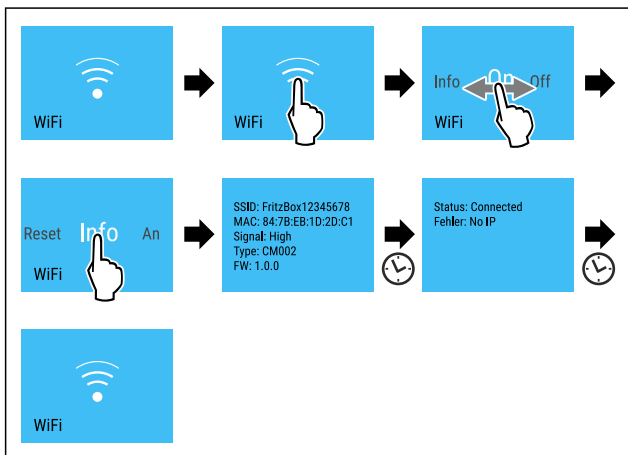 WiFi
WiFi
Info On Off
WiFi
Reset Info An
WiFi
SSID: FritzBox12345678
MAC: 84:7B:EB:1D:2D:C1
Signal: High
Type: CM002
FW: 1.0.0
Status: Connected
Fehler: No IP
WiFi